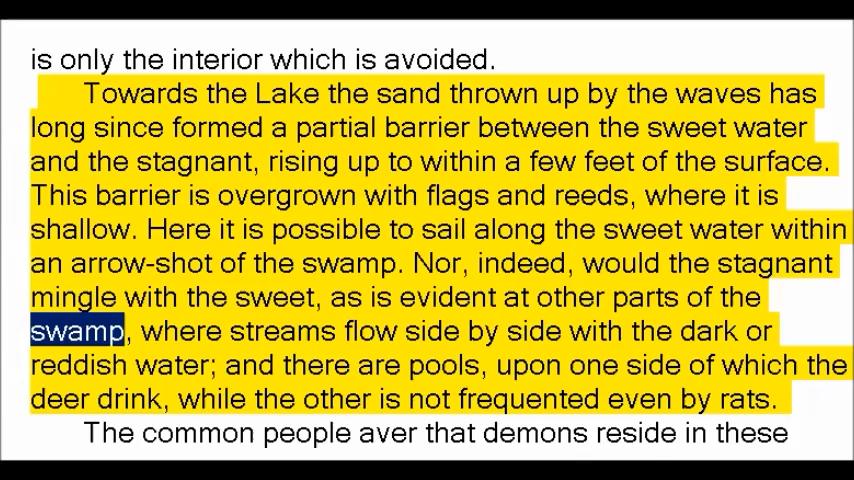 is only the interior which is avoided.
Towards the Lake the sand thrown up by the waves has
long since formed a partial barrier between the sweet water
and the stagnant, rising up to within a few feet of the surface.
This barrier is overgrown with flags and reeds, where it is
shallow. Here it is possible to sail along the sweet water within
an arrow-shot of the swamp. Nor, indeed, would the stagnant
mingle with the sweet, as is evident at other parts of the
swamp, where streams flow side by side with the dark or
reddish water; and there are pools, upon one side of which the
deer drink, while the other is not frequented even by rats.
The common people aver that demons reside in these